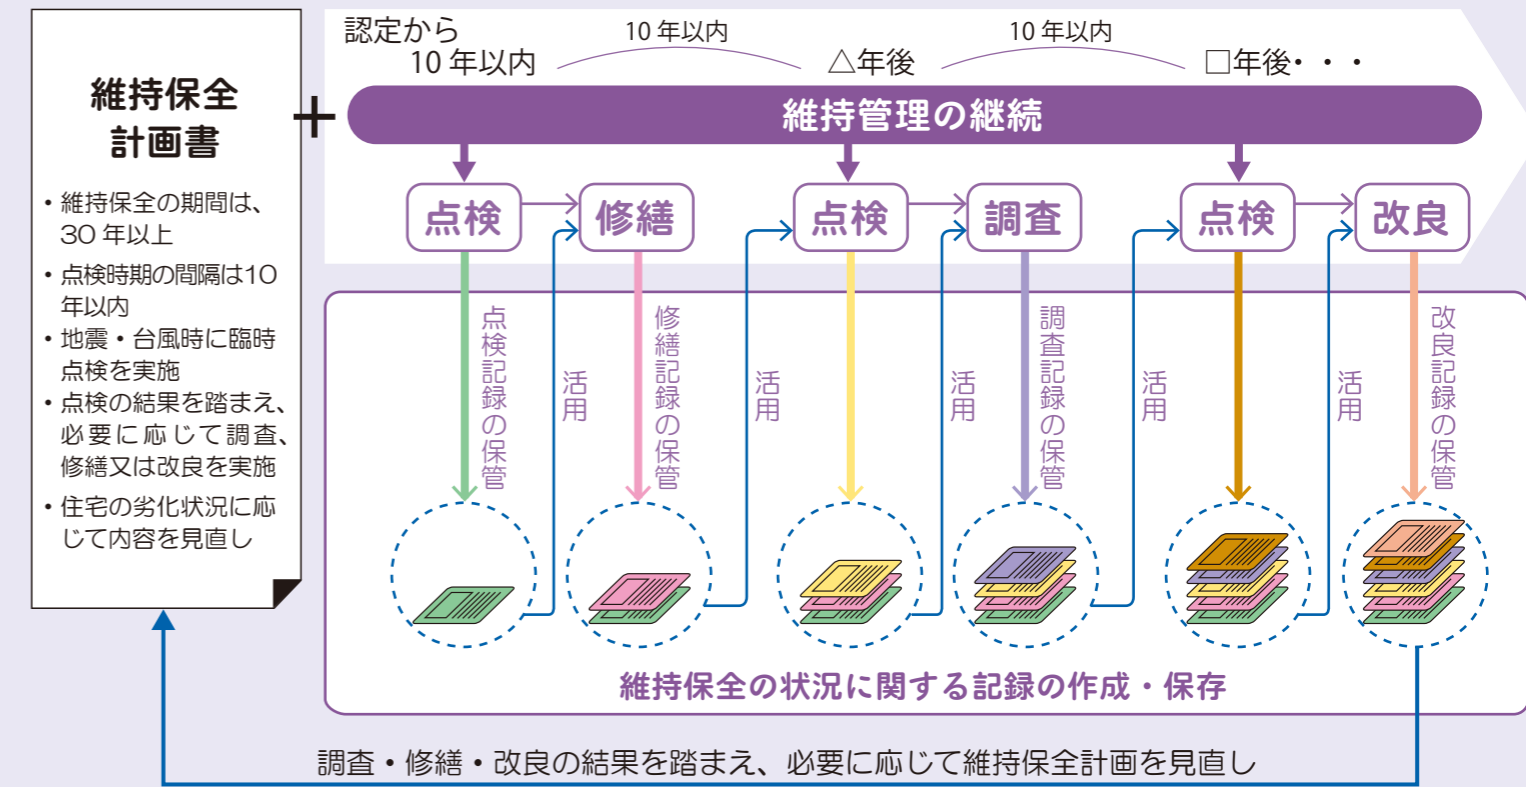 維持保全
計画書
・維持保全の期間は、
30 年以上
・点検時期の間隔は10
年以内
・地震・台風時に臨時
点検を実施
・点検の結果を踏まえ、
必要に応じて調査、
修繕又は改良を実施
・住宅の劣化状況に応
じて内容を見直し
+
認定から
10 年以内
10 年以内
△年後
10 年以内
□年後・・・
維持管理の継続
点検
修繕
点検
調査
点検
改良
点検記録の保管
活用
修繕記録の保管
活用
活用
調査記録の保管
活用
活用
改良記録の保管
維持保全の状況に関する記録の作成・保存
調査・修繕・改良の結果を踏まえ、必要に応じて維持保全計画を見直し